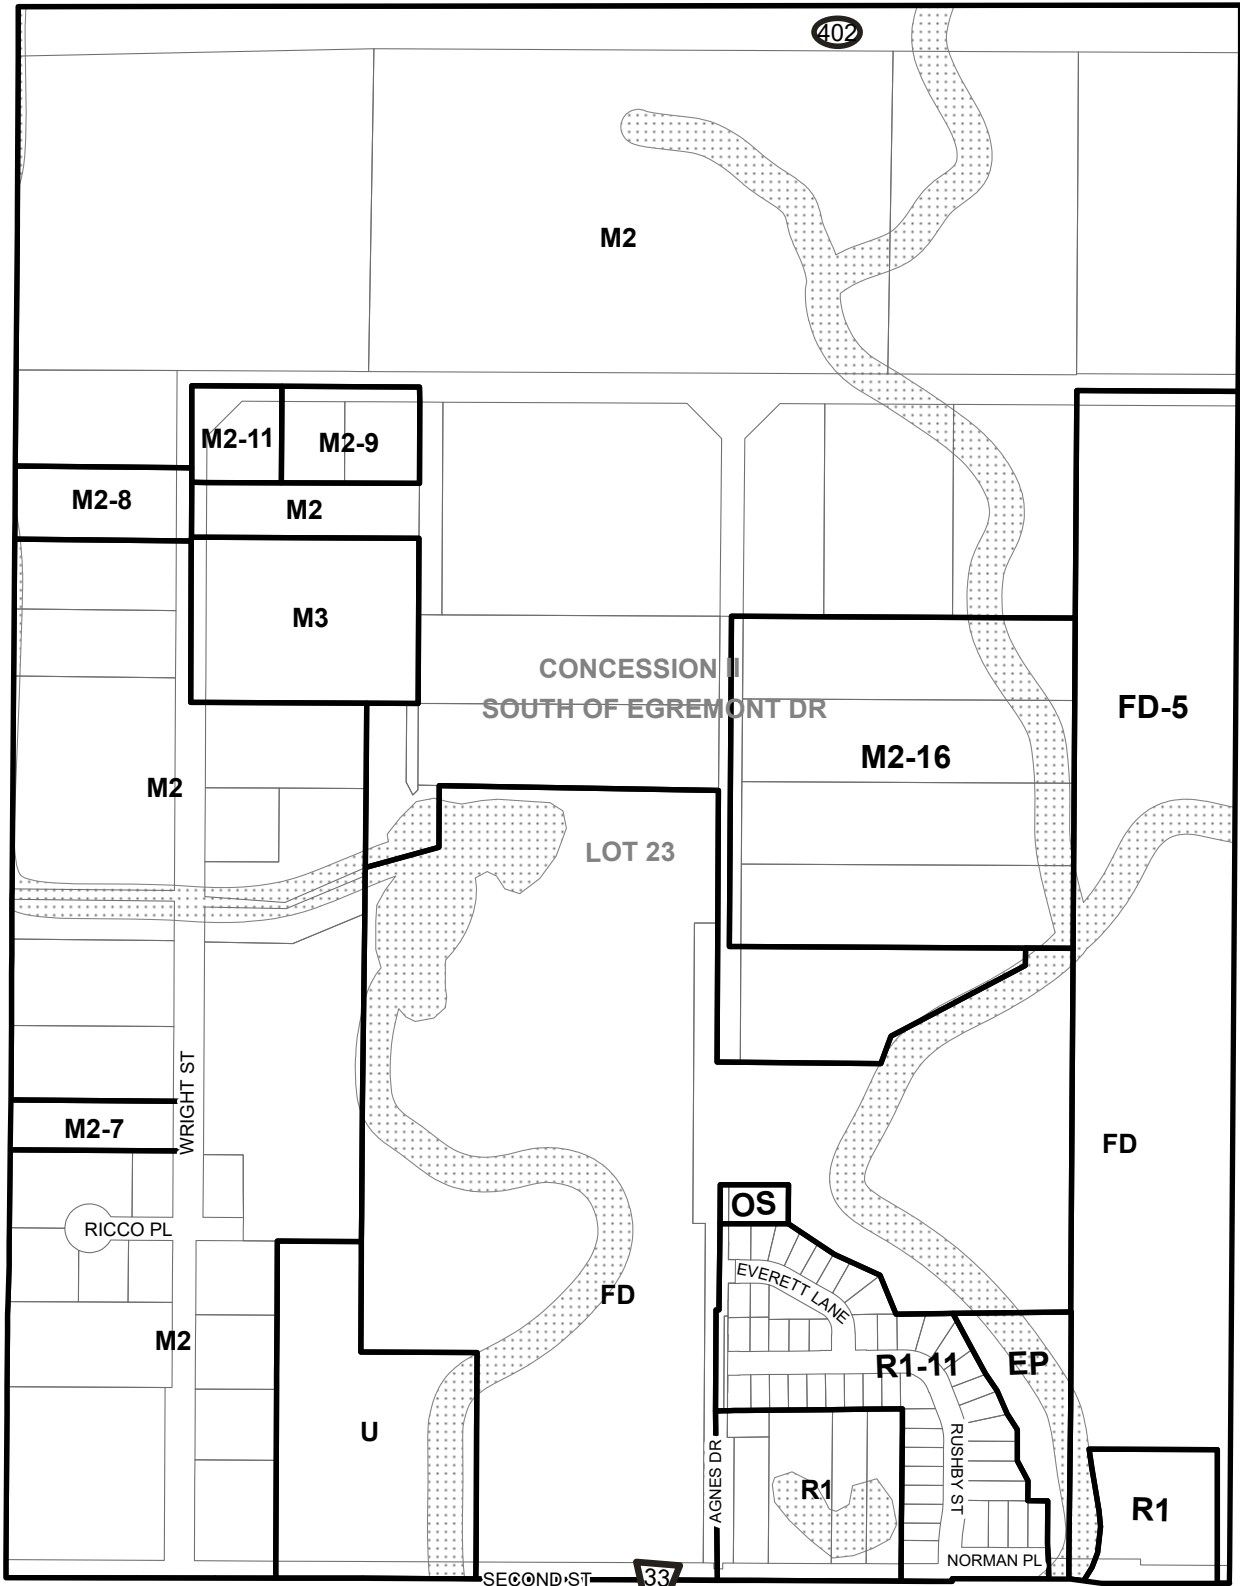 402
M2
M2-11
M2-9
M2-8
M2
M3
CONCESSION II
SOUTH OF EGREMONT DR
FD-5
M2-16
M2
LOT 23
WRIGHT ST
M2-7
FD
OS
RICCO PL
EVERETT LANE
FD
M2
R1-11
EP
U
AGNES DR
RUSHBY ST
R1
R1
NORMAN PL
SECOND ST
33